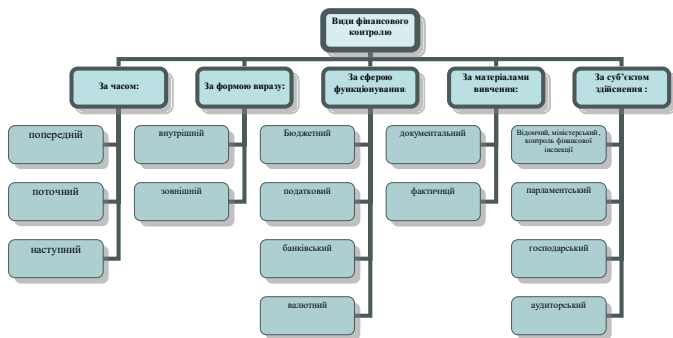 Види фінансового
контролю
За часом:
За формою виразу:
За сферою
функціонування
За матеріалами
вивчення:
За суб’єктом
здійснення :
попередній
поточний
наступний
внутрішній
зовнішній
Бюджетний
податковий
банківський
валютний
документальний
фактичнцй
Відомчий, міністерський ,
контроль фінансової
інспекції
парламентський
господарський
аудиторський